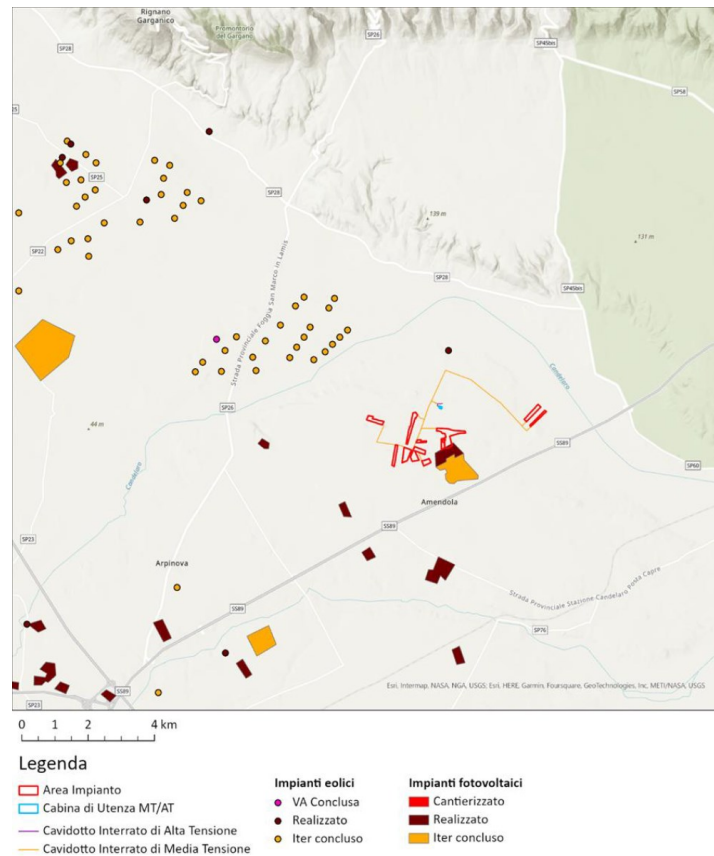 Rignano
Garganico
Promontorio
del Gargano
SP28
SP26
SP45bis
SP58
SP25
SP28
139 m
131 m
SP22
Strada Provinciale Foggia San Marco in Lamis
SP28
SP45bis
Candelaro
SP26
44 m
SS89
SP60
Candelaro
Amendola
SS89
SP23
Arpinova
Strada Provinciale Stazione Candelaro Ponta Capre
SS89
SP76
SS89
SP23
Esri, Intermap, NASA, NGA, USGS; Esri, HERE, Garmin, Foursquare, GeoTechnologies, Inc, METI/NASA, USGS
0 1 2 4 km
Legenda
Area Impianto
Cabina di Utenza MT/AT
Cavidotto Interrato di Alta Tensione
Cavidotto Interrato di Media Tensione
Impianti eolici
VA Conclusa
Realizzato
Iter concluso
Impianti fotovoltaici
Cantierizzato
Realizzato
Iter concluso